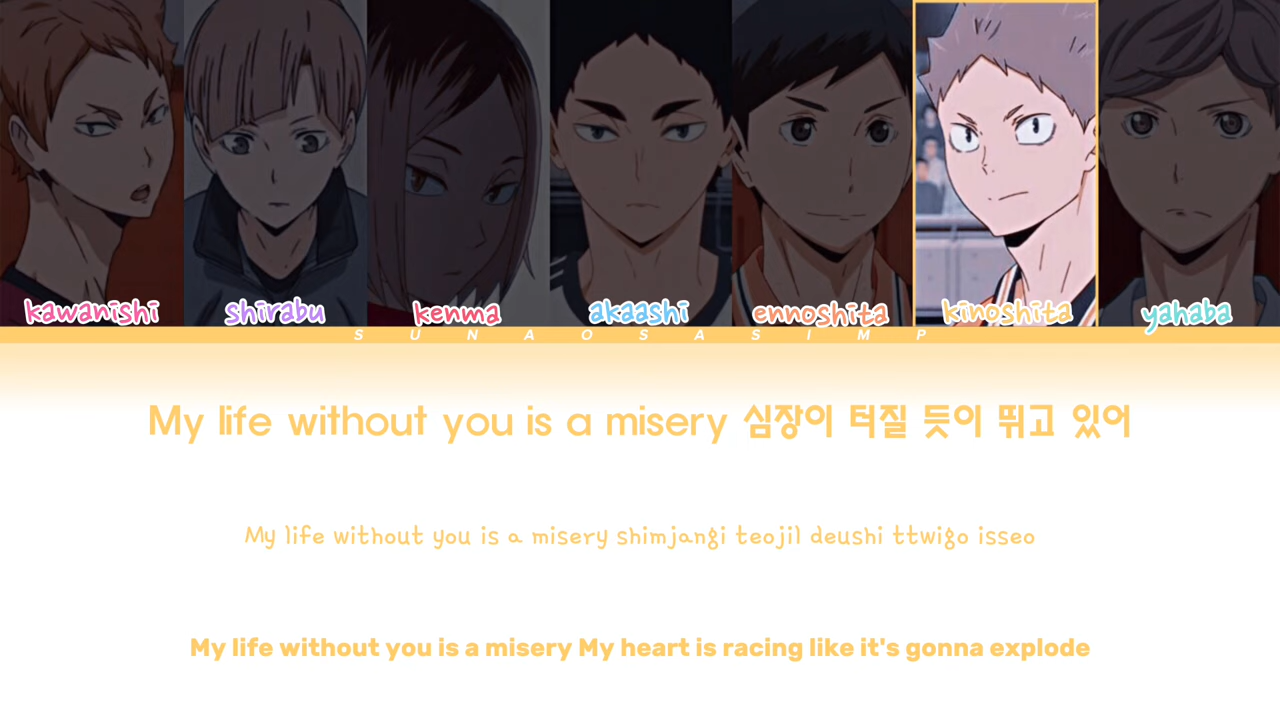 kawanishi shirabu kenma akaashi ennoshita kinoshita yahaba
SUNAOSASIMP
My life without you is a misery 심장이 터질 듯이 뛰고 있어
My life without you is a misery shimjangi teojil deushi ttwigo isseo
My life without you is a misery My heart is racing like it's gonna explode